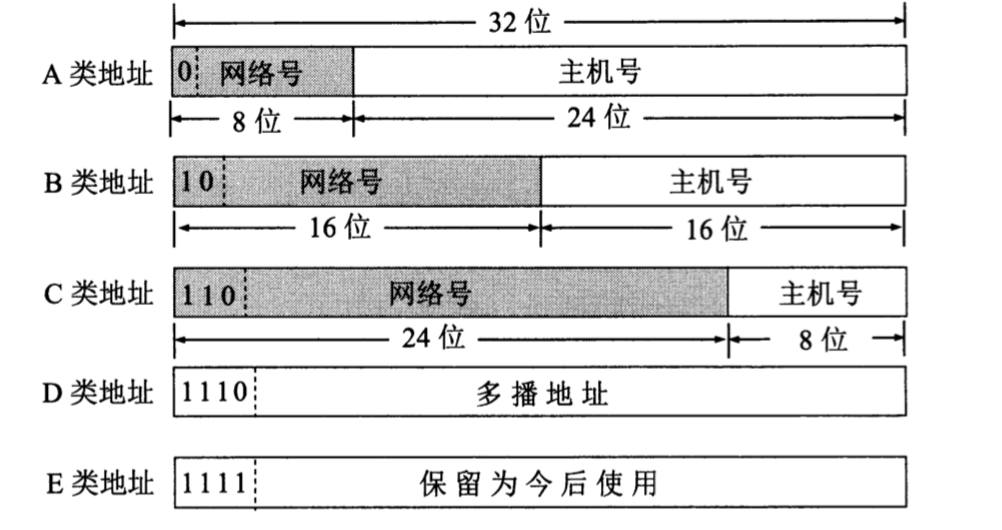 32 位
A 类地址 0 网络号 主机号
8 位 24 位
B 类地址 10 网络号 主机号
16 位 16 位
C 类地址 110 网络号 主机号
24 位 8 位
D 类地址 1110 多播地址
E 类地址 1111 保留为今后使用